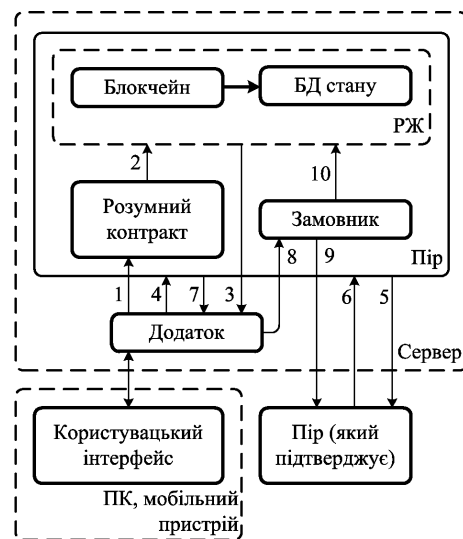 Блокчейн
БД стану
РЖ
2
10
Розумний
контракт
Замовник
Пір
8
9
1
4
7
3
6
5
Додаток
Сервер
Користувацький
інтерфейс
Пір (який
підтверджує)
ПК, мобільний
пристрій